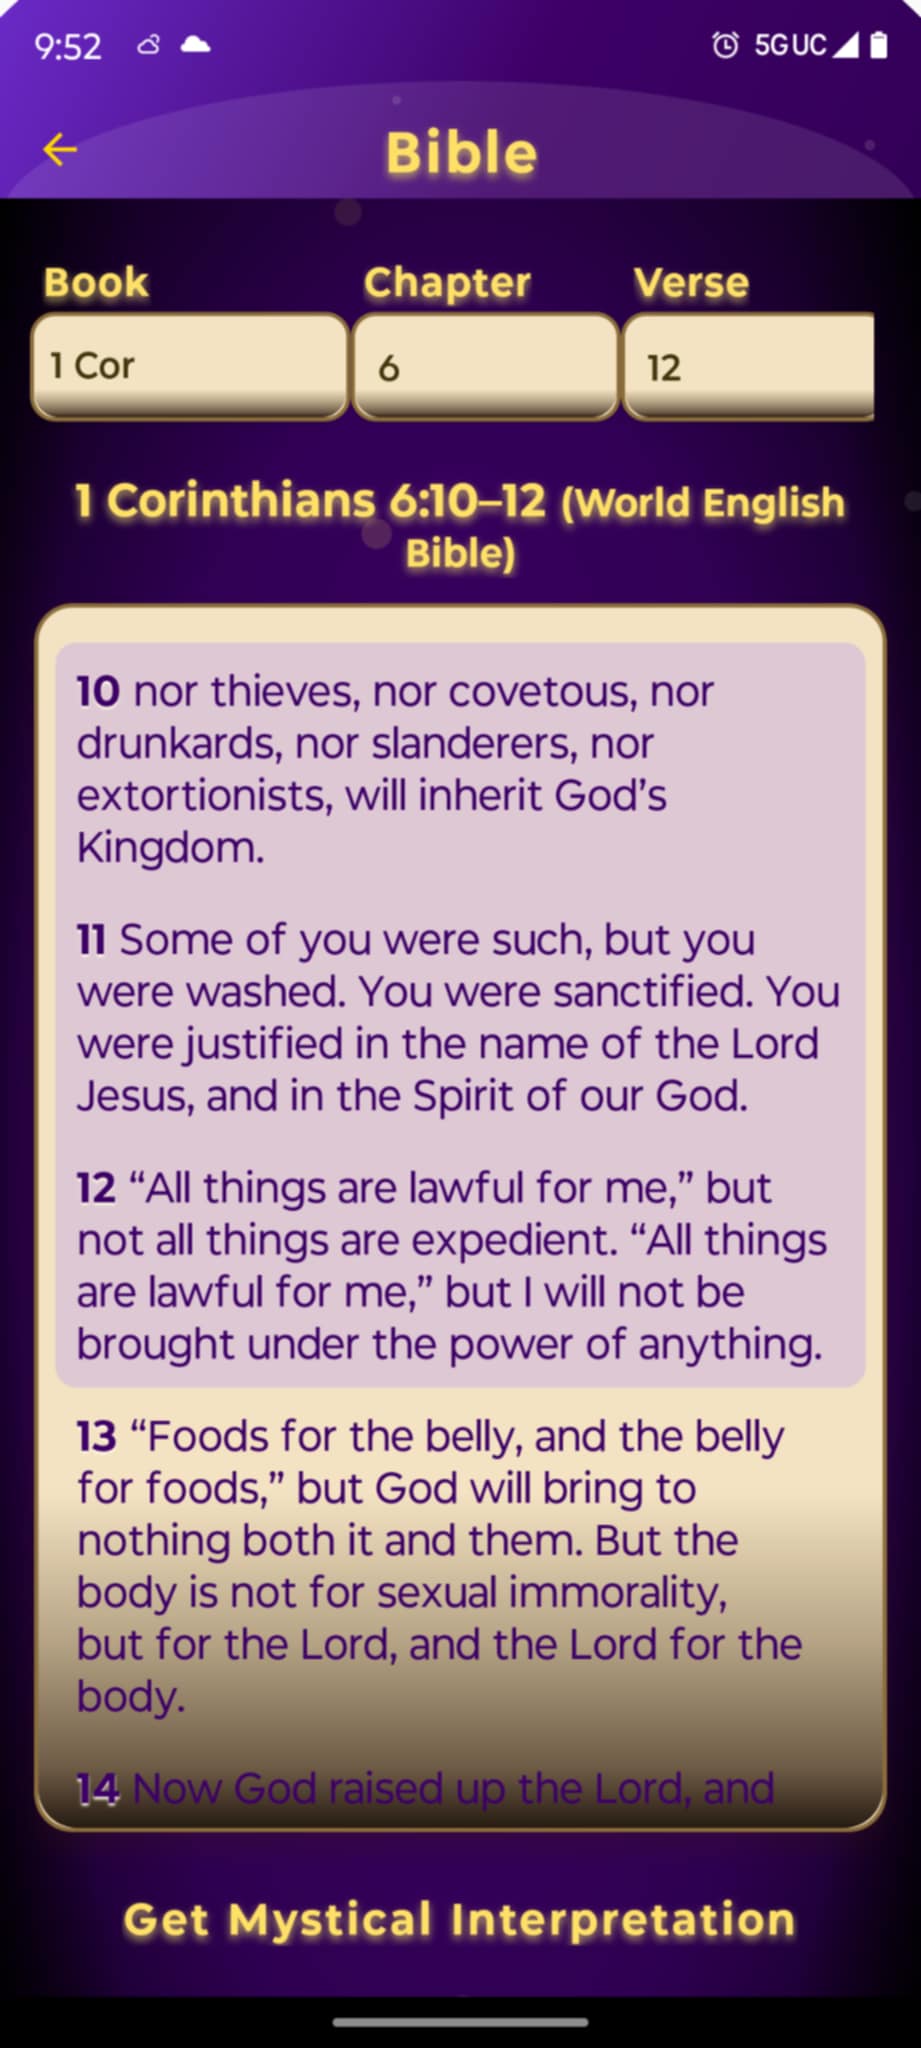 9:52
5G UC
Bible
Book Chapter Verse
1 Cor 6 12
1 Corinthians 6:10–12 (World English
Bible)
10 nor thieves, nor covetous, nor
drunkards, nor slanderers, nor
extortionists, will inherit God’s
Kingdom.
11 Some of you were such, but you
were washed. You were sanctified. You
were justified in the name of the Lord
Jesus, and in the Spirit of our God.
12 “All things are lawful for me,” but
not all things are expedient. “All things
are lawful for me,” but I will not be
brought under the power of anything.
13 “Foods for the belly, and the belly
for foods,” but God will bring to
nothing both it and them. But the
body is not for sexual immorality,
but for the Lord, and the Lord for the
body.
14 Now God raised up the Lord, and
Get Mystical Interpretation